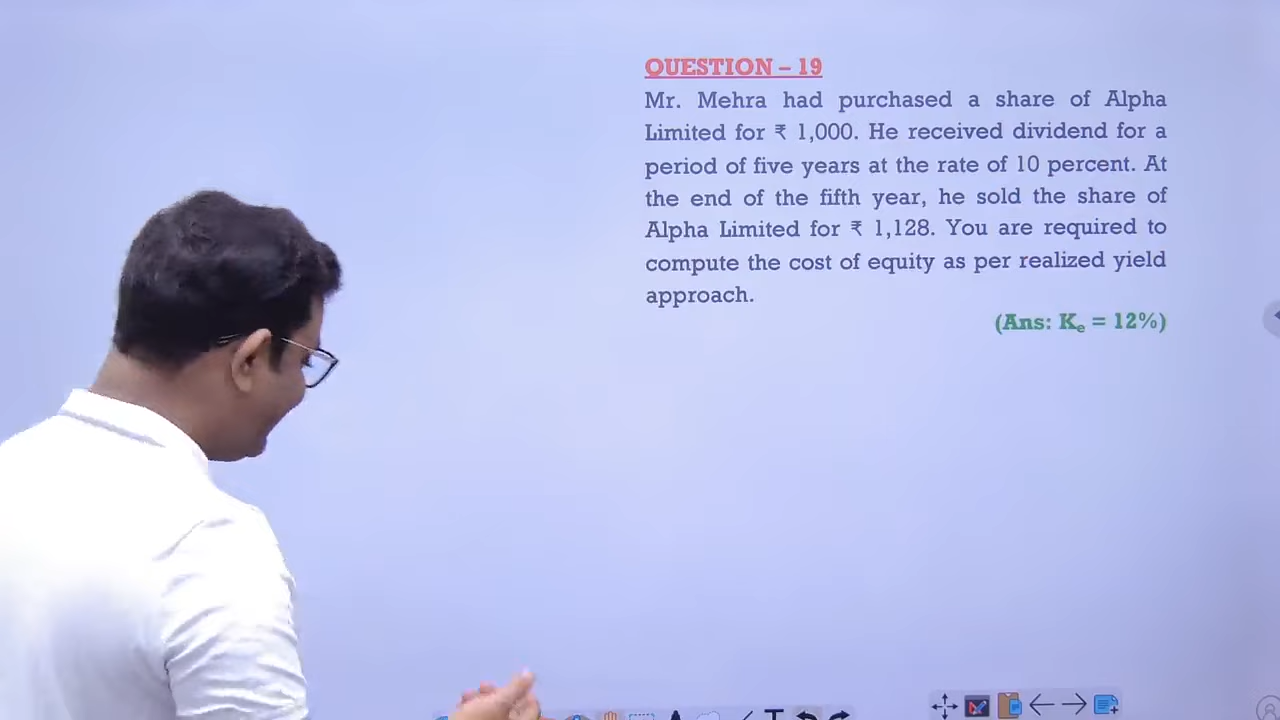 QUESTION – 19
Mr. Mehra had purchased a share of Alpha
Limited for ₹ 1,000. He received dividend for a
period of five years at the rate of 10 percent. At
the end of the fifth year, he sold the share of
Alpha Limited for ₹ 1,128. You are required to
compute the cost of equity as per realized yield
approach.
(Ans: Ke = 12%)